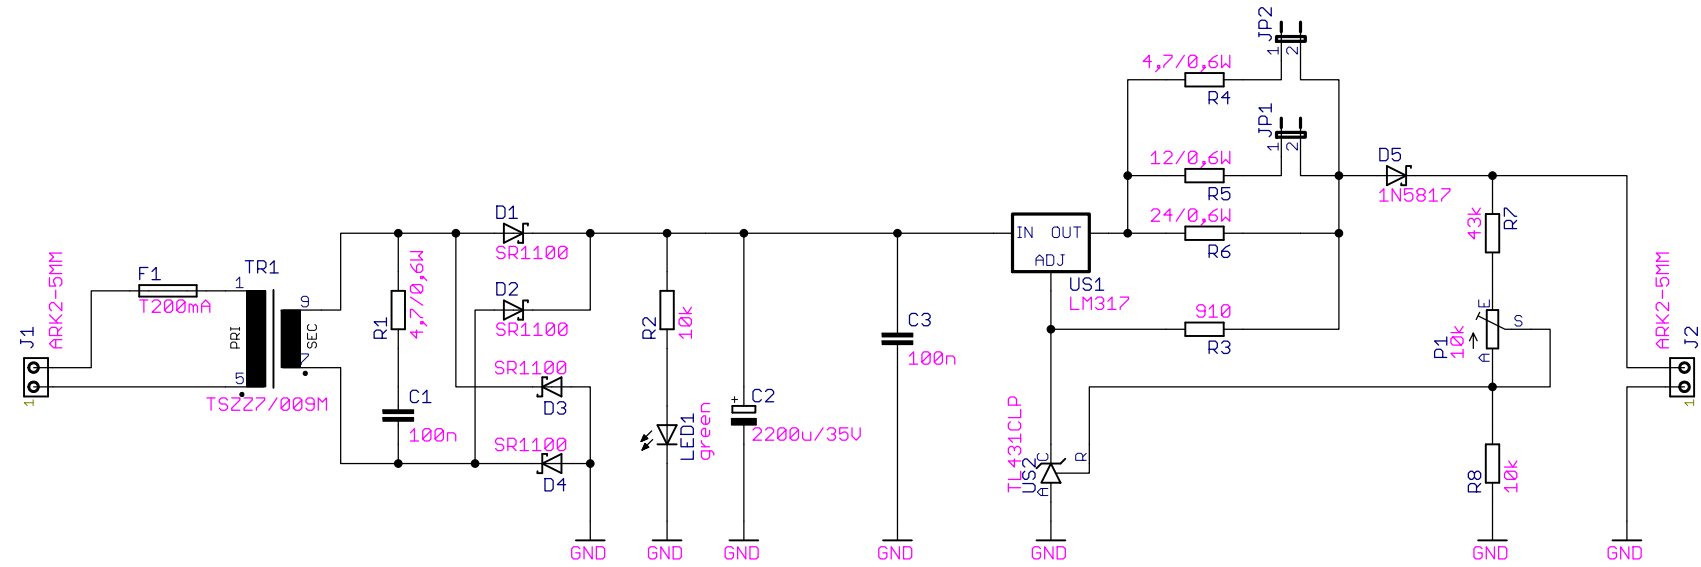 J1
ARK2-5MM
1
F1
T200mA
TR1
1
5
PRI
SEC
9
7
TSZZ7/009M
R1
4,7/0,6W
C1
100n
D1
SR1100
D2
SR1100
SR1100
D3
SR1100
D4
GND
R2
10k
LED1
green
GND
+
C2
2200u/35V
GND
C3
100n
GND
IN OUT
ADJ
US1
LM317
4,7/0,6W
R4
JP2
1
2
12/0,6W
R5
JP1
1
2
24/0,6W
R6
910
R3
TL431CLP
US2
C
A
R
GND
D5
1N5817
43k
R7
P1
10k
E
S
A
R8
10k
GND
ARK2-5MM
J2
1
GND